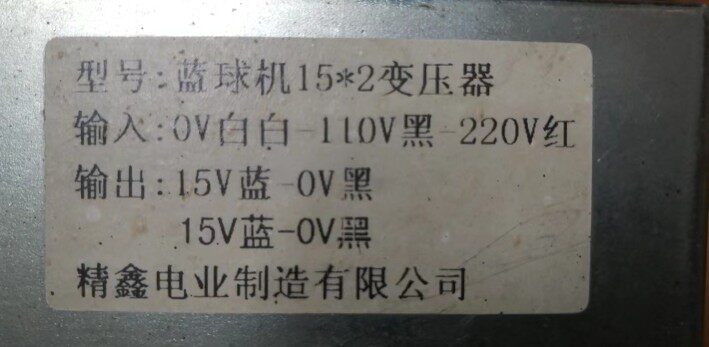 型号:蓝球机15*2变压器
输入:0V白白-110V黑-220V红
输出:15V蓝-0V黑
15V蓝-0V黑
精鑫电业制造有限公司